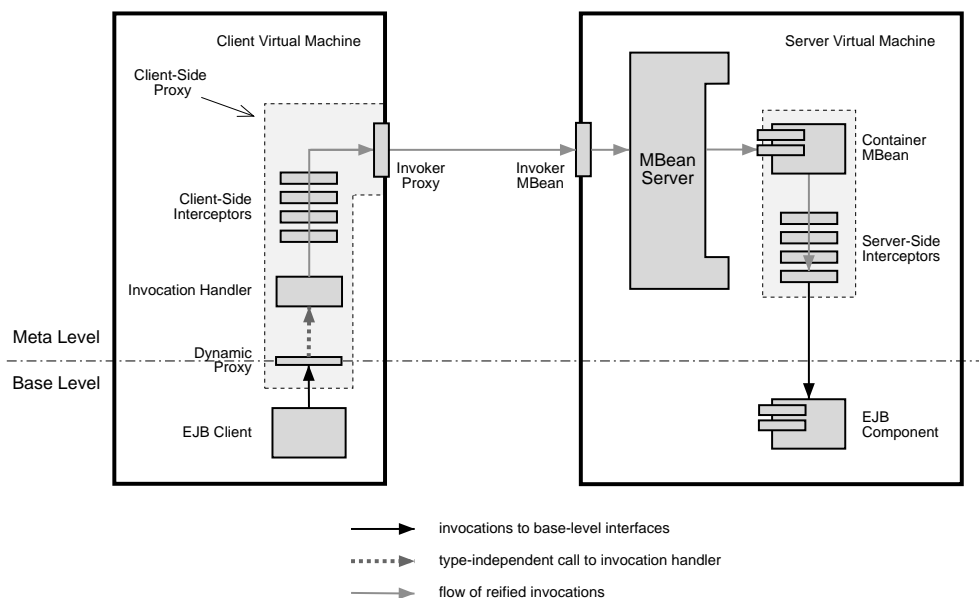 Client Virtual Machine
Server Virtual Machine
Client-Side
Proxy
Invoker
Proxy
Invoker
MBean
MBean
Server
Container
MBean
Client-Side
Interceptors
Server-Side
Interceptors
Invocation Handler
Meta Level
Dynamic
Proxy
Base Level
EJB Client
EJB
Component
invocations to base-level interfaces
type-independent call to invocation handler
flow of reified invocations